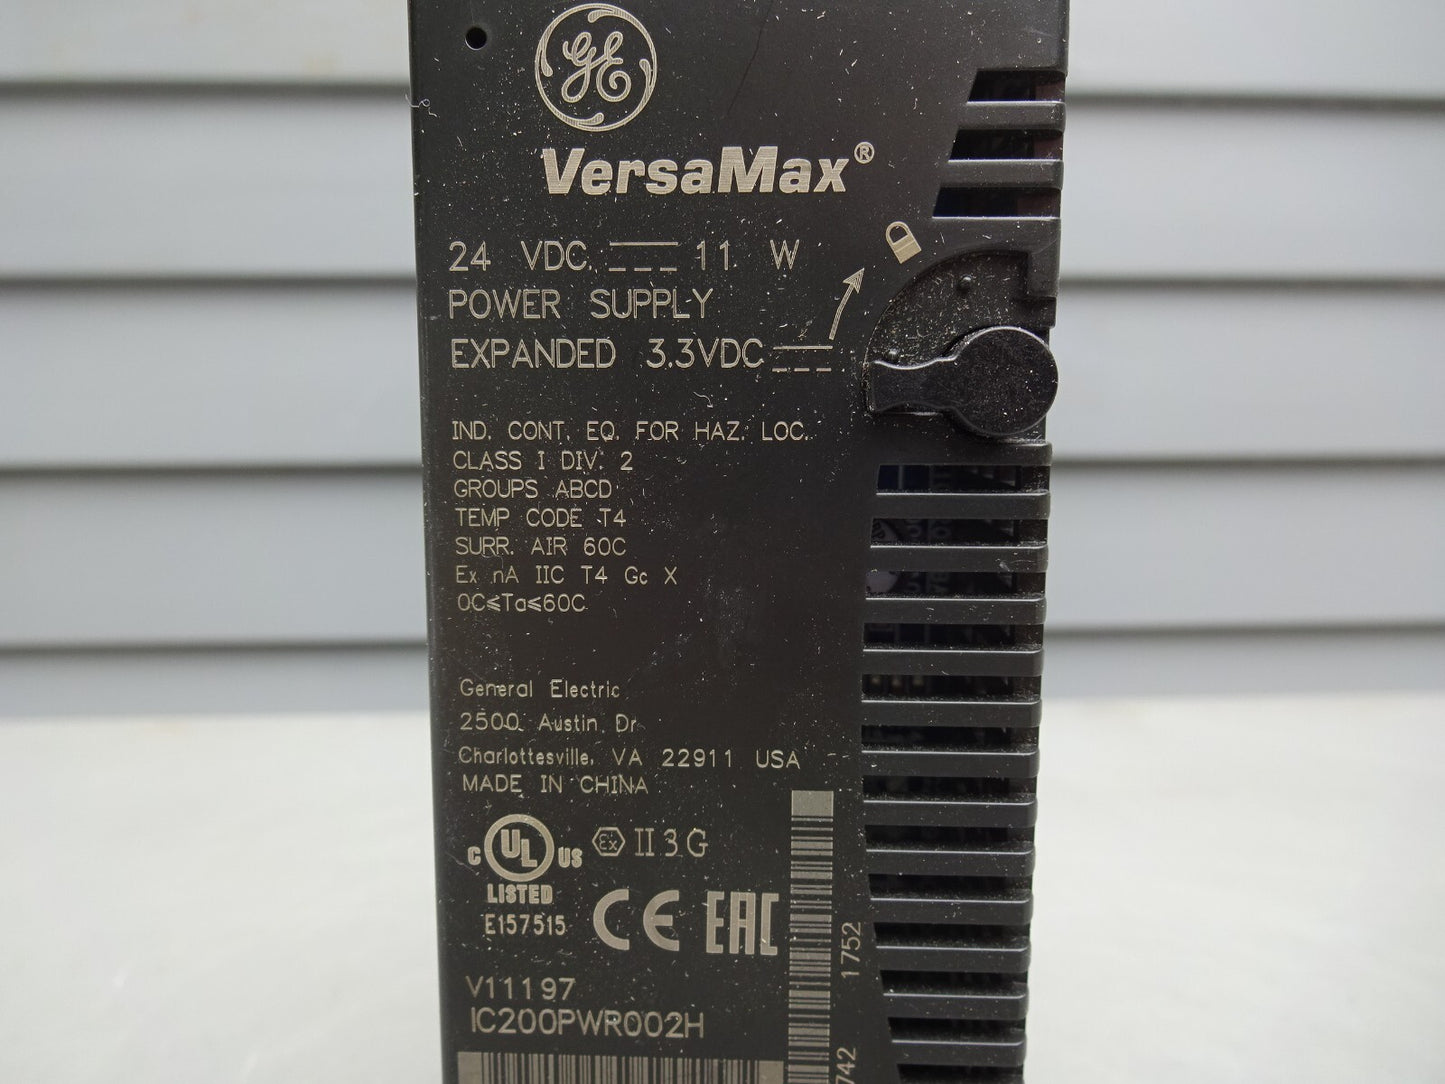 GE
VersaMax®
24 VDC 11 W
POWER SUPPLY
EXPANDED 3.3VDC
IND. CONT. EQ. FOR HAZ. LOC.
CLASS I DIV. 2
GROUPS ABCD
TEMP CODE T4
SURR. AIR 60C
Ex nA IIC T4 Gc X
0C≤Ta≤60C
General Electric
2500 Austin Dr
Charlottesville, VA 22911 USA
MADE IN CHINA
C UL US
LISTED
E157515
Ex II 3 G
CE EAC
V11197
IC200PWR002H
1752
742